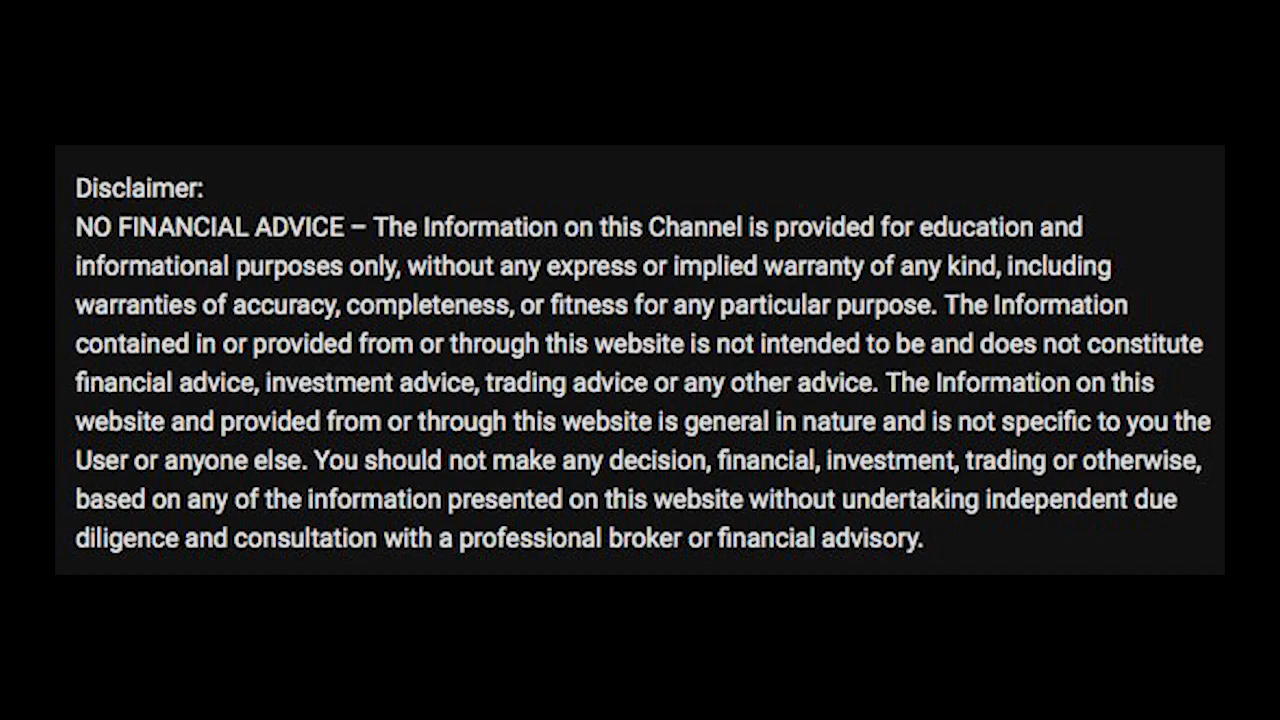 Disclaimer:
NO FINANCIAL ADVICE – The Information on this Channel is provided for education and
informational purposes only, without any express or implied warranty of any kind, including
warranties of accuracy, completeness, or fitness for any particular purpose. The Information
contained in or provided from or through this website is not intended to be and does not constitute
financial advice, investment advice, trading advice or any other advice. The Information on this
website and provided from or through this website is general in nature and is not specific to you the
User or anyone else. You should not make any decision, financial, investment, trading or otherwise,
based on any of the information presented on this website without undertaking independent due
diligence and consultation with a professional broker or financial advisory.